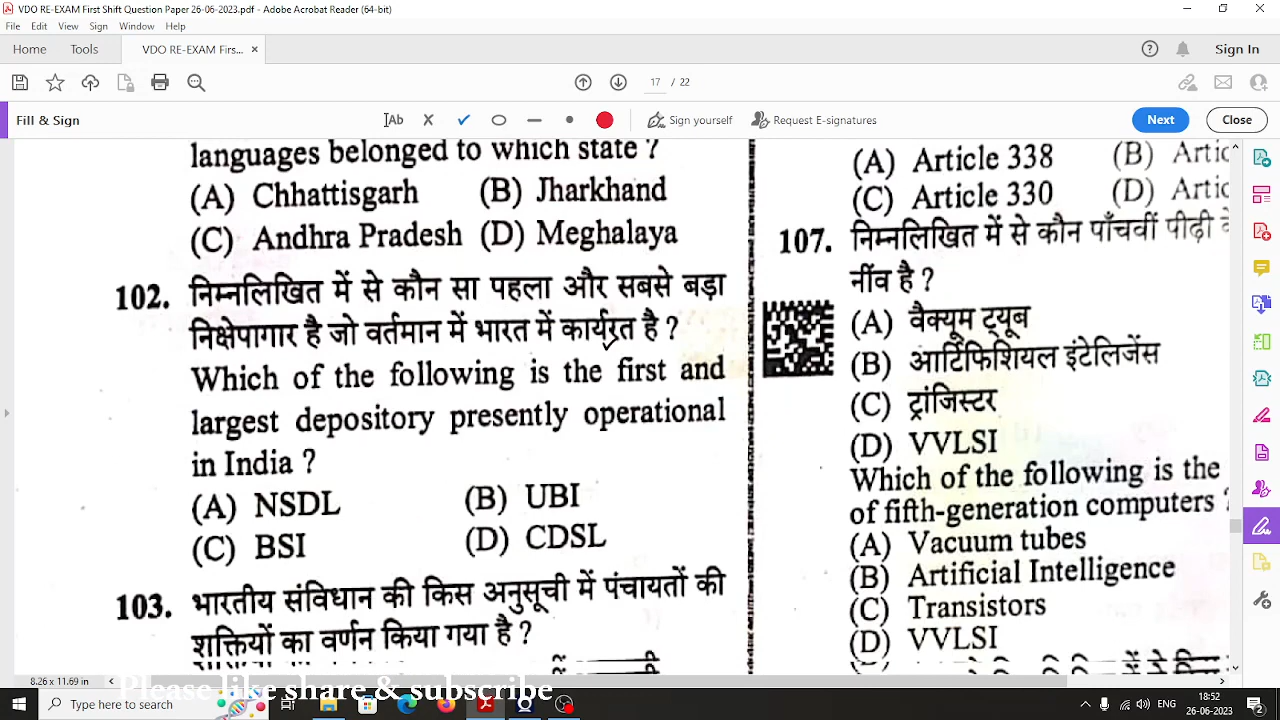 VDO RE-EXAM First Shift Question Paper 26-06-2023.pdf - Adobe Acrobat Reader (64-bit)
File Edit View Sign Window Help
Home Tools VDO RE-EXAM Firs... × Sign In
17 / 22
Fill & Sign Ab Sign yourself Request E-signatures Next Close
languages belonged to which state ?
(A) Chhattisgarh (B) Jharkhand
(C) Andhra Pradesh (D) Meghalaya
102. निम्नलिखित में से कौन सा पहला और सबसे बड़ा
निक्षेपागार है जो वर्तमान में भारत में कार्यरत है ?
Which of the following is the first and
largest depository presently operational
in India ?
(A) NSDL (B) UBI
(C) BSI (D) CDSL
103. भारतीय संविधान की किस अनुसूची में पंचायतों की
शक्तियों का वर्णन किया गया है ?
(A) Article 338 (B)
(C) Article 330 (D)
107. निम्नलिखित में से कौन पाँचवीं पीढ़ी
नींव है ?
(A) वैक्यूम ट्यूब
(B) आर्टिफिशियल इंटेलिजेंस
(C) ट्रांजिस्टर
(D) VVLSI
Which of the following is the
of fifth-generation computers
(A) Vacuum tubes
(B) Artificial Intelligence
(C) Transistors
(D) VVLSI
8.26 x 11.69 in
Please like share & subscribe
Type here to search
ENG
18:52
26-06-2023